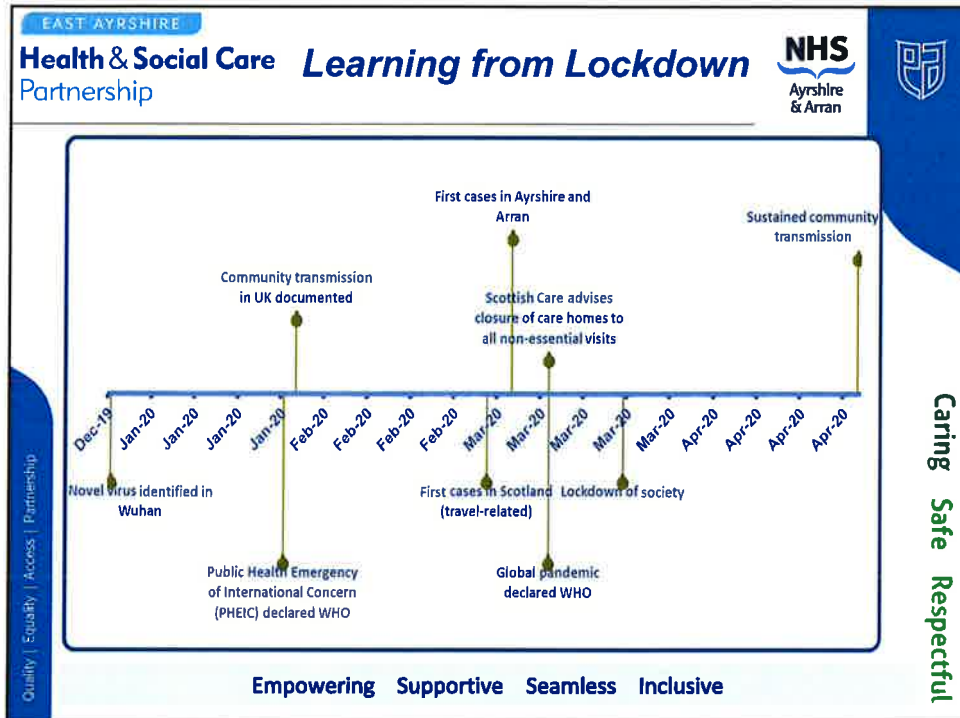 EAST AYRSHIRE
Health & Social Care
Partnership
Learning from Lockdown
NHS
Ayrshire
& Arran
First cases in Ayrshire and
Arran
Sustained community
transmission
Community transmission
in UK documented
Scottish Care advises
closure of care homes to
all non-essential visits
Dec-19
Jan-20
Jan-20
Jan-20
Jan-20
Feb-20
Feb-20
Feb-20
Feb-20
Mar-20
Mar-20
Mar-20
Mar-20
Mar-20
Apr-20
Apr-20
Apr-20
Apr-20
Novel virus identified in
Wuhan
First cases in Scotland
(travel-related)
Lockdown of society
Public Health Emergency
of International Concern
(PHEIC) declared WHO
Global pandemic
declared WHO
Quality | Equality | Access | Partnership
Caring Safe Respectful
Empowering Supportive Seamless Inclusive